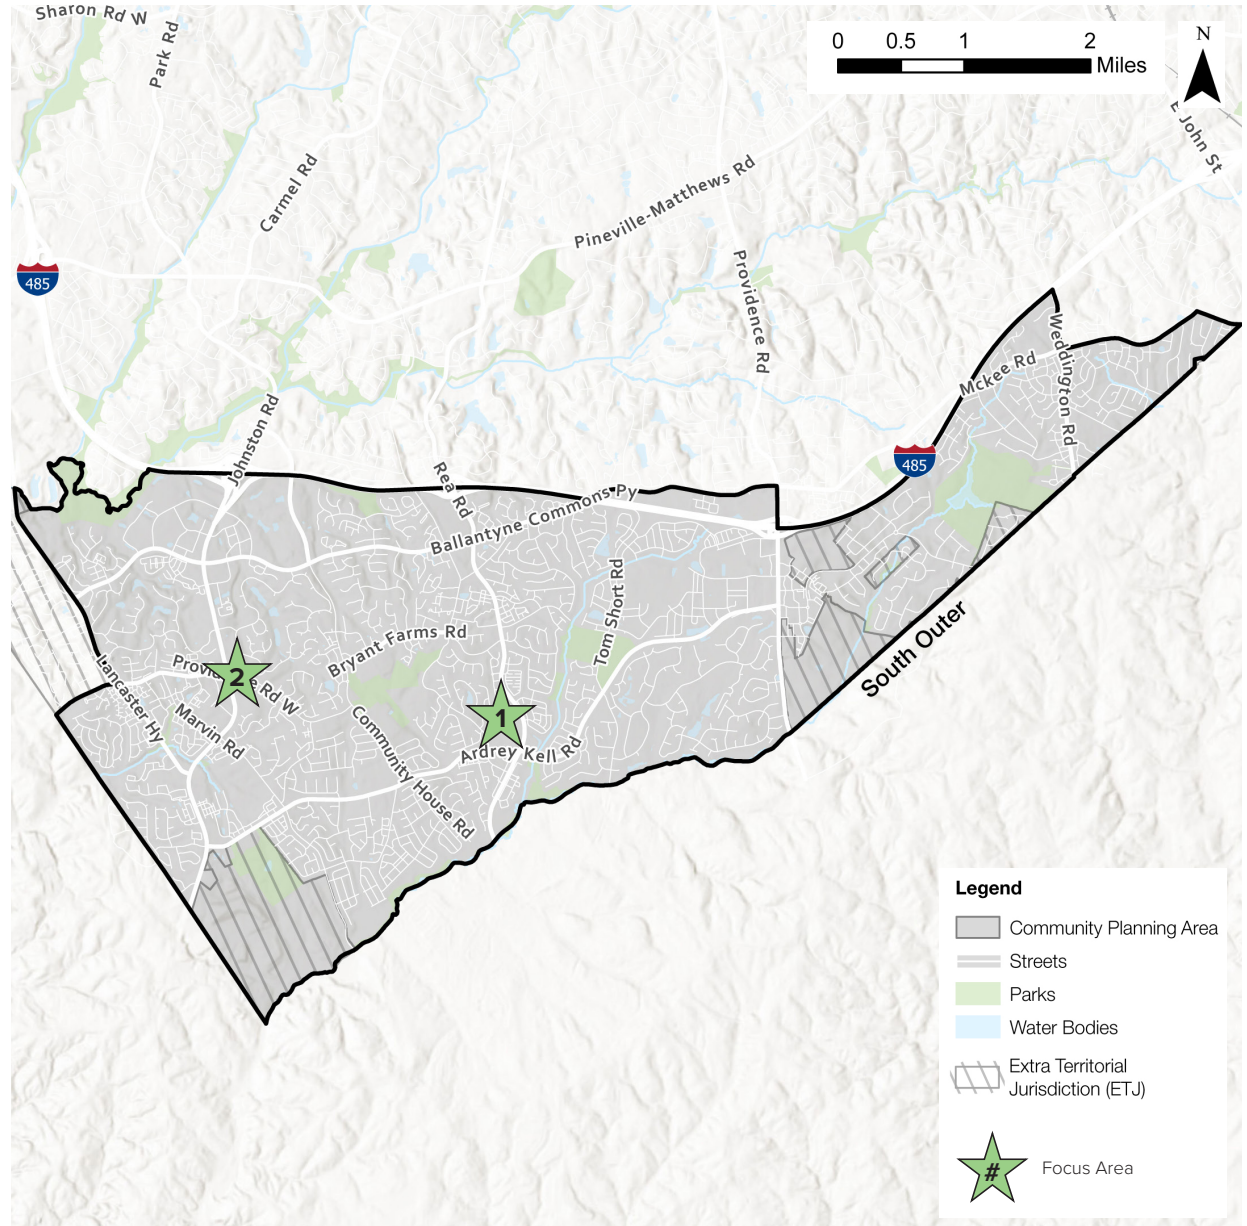 Sharon Rd W
Park Rd
0 0.5 1 2
Miles
N
E John St
Carmel Rd
Pineville-Matthews Rd
485
Providence Rd
Weddington Rd
Mckee Rd
Johnston Rd
Rea Rd
485
Ballantyne Commons Py
Tom Short Rd
South Outer
Bryant Farms Rd
Lancaster Hy
2
Rd W
Marvin Rd
Community House Rd
1
Ardrey Kell Rd
Legend
Community Planning Area
Streets
Parks
Water Bodies
Extra Territorial
Jurisdiction (ETJ)
#
Focus Area